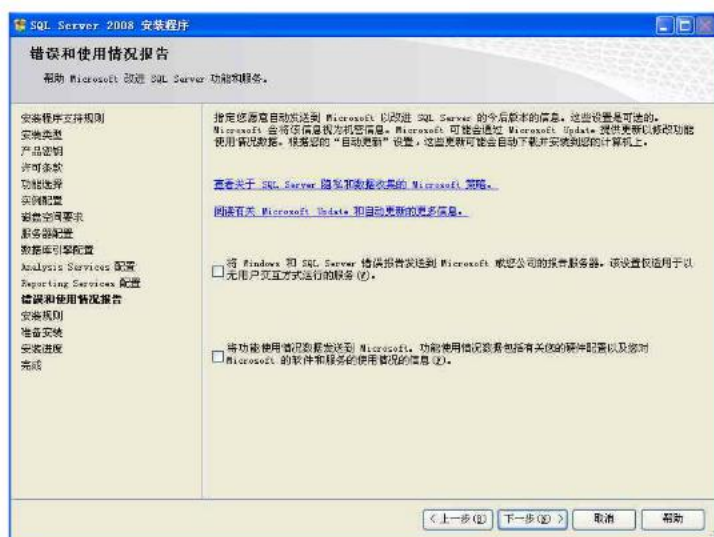 SQL Server 2008 安装程序
错误和使用情况报告
帮助 Microsoft 改进 SQL Server 功能和服务。
安装程序支持规则
安装类型
产品密钥
许可条款
功能选择
实例配置
磁盘空间要求
服务器配置
数据库引擎配置
Analysis Services 配置
Reporting Services 配置
错误和使用情况报告
安装规则
准备安装
安装进度
完成
指定您愿意自动发送到 Microsoft 以改进 SQL Server 的今后版本的信息。这些设置是可选的。
Microsoft 会将该信息视为机密信息。Microsoft 可能会通过 Microsoft Update 提供更新以修改功能
使用情况数据。根据您的“自动更新”设置，这些更新可能会自动下载并安装到您的计算机上。
查看关于 SQL Server 隐私和数据收集的 Microsoft 策略。
阅读有关 Microsoft Update 和自动更新的更多信息。
将 Windows 和 SQL Server 错误报告发送到 Microsoft 或您公司的报告服务器。该设置仅适用于以
无用户交互方式运行的服务(W)。
将功能使用情况数据发送到 Microsoft。功能使用情况数据包括有关您的硬件配置以及您对
Microsoft 的软件和服务的使用情况的信息(F)。
< 上一步(B)
下一步(N) >
取消
帮助